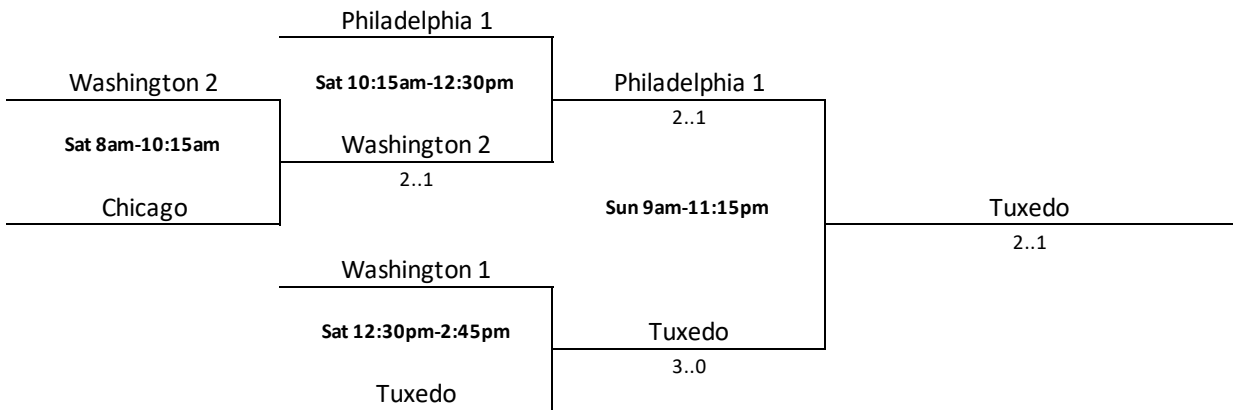 Philadelphia 1
Washington 2
Sat 10:15am-12:30pm
Philadelphia 1
2..1
Sat 8am-10:15am
Washington 2
2..1
Chicago
Sun 9am-11:15pm
Tuxedo
2..1
Washington 1
Sat 12:30pm-2:45pm
Tuxedo
3..0
Tuxedo